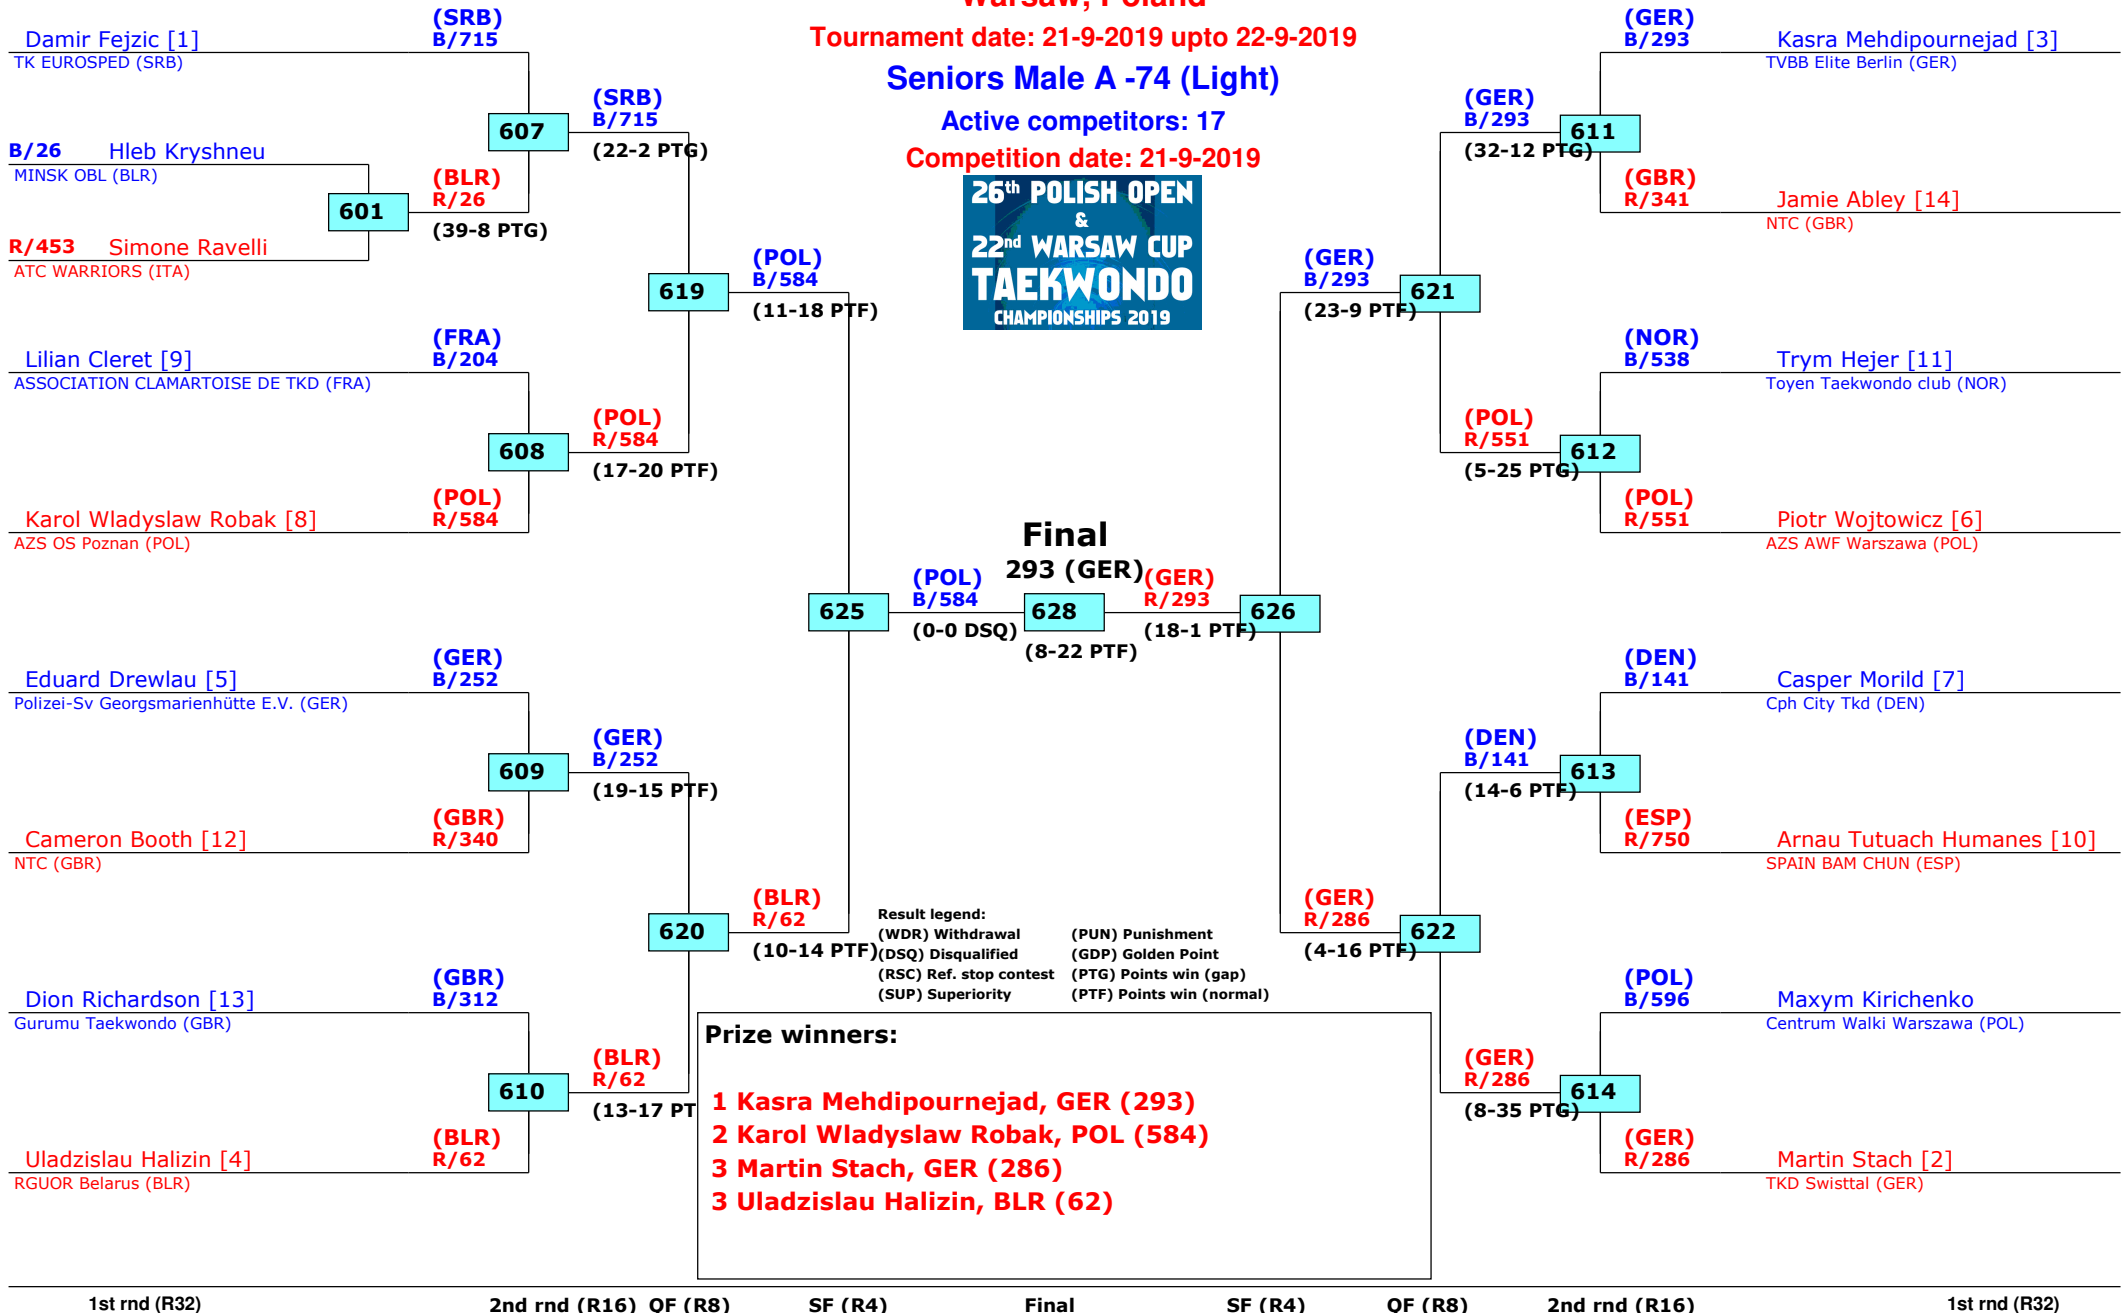 Warsaw, Poland
Tournament date: 21-9-2019 upto 22-9-2019
Seniors Male A -74 (Light)
Active competitors: 17
Competition date: 21-9-2019
26th POLISH OPEN
&
22nd WARSAW CUP
TAEKWONDO
CHAMPIONSHIPS 2019
Damir Fejzic [1]
TK EUROSPED (SRB)
(SRB)
B/715
B/26 Hleb Kryshneu
MINSK OBL (BLR)
R/453 Simone Ravelli
ATC WARRIORS (ITA)
601
(BLR)
R/26
(39-8 PTG)
607
(SRB)
B/715
(22-2 PTG)
Lilian Cleret [9]
ASSOCIATION CLAMARTOISE DE TKD (FRA)
(FRA)
B/204
Karol Wladyslaw Robak [8]
AZS OS Poznan (POL)
(POL)
R/584
608
(POL)
R/584
(17-20 PTF)
619
(POL)
B/584
(11-18 PTF)
Eduard Drewlau [5]
Polizei-Sv Georgsmarienhütte E.V. (GER)
(GER)
B/252
Cameron Booth [12]
NTC (GBR)
(GBR)
R/340
609
(GER)
B/252
(19-15 PTF)
Dion Richardson [13]
Gurumu Taekwondo (GBR)
(GBR)
B/312
Uladzislau Halizin [4]
RGUOR Belarus (BLR)
(BLR)
R/62
610
(BLR)
R/62
(13-17 PT
620
(BLR)
R/62
(10-14 PTF)
625
(POL)
B/584
(0-0 DSQ)
Final
293 (GER)
628
(8-22 PTF)
(GER)
R/293
(18-1 PTF)
626
(GER)
B/293
(23-9 PTF)
621
(GER)
B/293
(32-12 PTG)
611
(GER)
B/293
Kasra Mehdipournejad [3]
TVBB Elite Berlin (GER)
(GBR)
R/341
Jamie Abley [14]
NTC (GBR)
(POL)
R/551
(5-25 PTG)
612
(NOR)
B/538
Trym Hejer [11]
Toyen Taekwondo club (NOR)
(POL)
R/551
Piotr Wojtowicz [6]
AZS AWF Warszawa (POL)
(GER)
R/286
(4-16 PTF)
622
(DEN)
B/141
(14-6 PTF)
613
(DEN)
B/141
Casper Morild [7]
Cph City Tkd (DEN)
(ESP)
R/750
Arnau Tutuach Humanes [10]
SPAIN BAM CHUN (ESP)
(GER)
R/286
(8-35 PTG)
614
(POL)
B/596
Maxym Kirichenko
Centrum Walki Warszawa (POL)
(GER)
R/286
Martin Stach [2]
TKD Swisttal (GER)
Result legend:
(WDR) Withdrawal (PUN) Punishment
(DSQ) Disqualified (GDP) Golden Point
(RSC) Ref. stop contest (PTG) Points win (gap)
(SUP) Superiority (PTF) Points win (normal)
Prize winners:
1 Kasra Mehdipournejad, GER (293)
2 Karol Wladyslaw Robak, POL (584)
3 Martin Stach, GER (286)
3 Uladzislau Halizin, BLR (62)
1st rnd (R32) 2nd rnd (R16) QF (R8) SF (R4) Final SF (R4) QF (R8) 2nd rnd (R16) 1st rnd (R32)